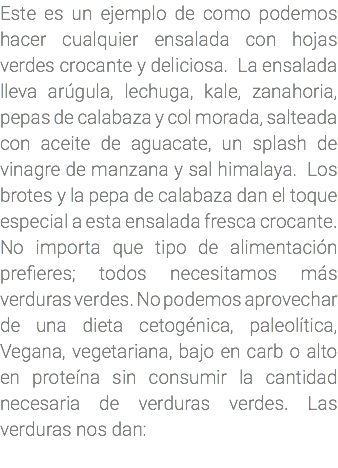 Este es un ejemplo de como podemos
hacer cualquier ensalada con hojas
verdes crocante y deliciosa. La ensalada
lleva arúgula, lechuga, kale, zanahoria,
pepas de calabaza y col morada, salteada
con aceite de aguacate, un splash de
vinagre de manzana y sal himalaya. Los
brotes y la pepa de calabaza dan el toque
especial a esta ensalada fresca crocante.
No importa que tipo de alimentación
prefieres; todos necesitamos más
verduras verdes. No podemos aprovechar
de una dieta cetogénica, paleolítica,
Vegana, vegetariana, bajo en carb o alto
en proteína sin consumir la cantidad
necesaria de verduras verdes. Las
verduras nos dan: